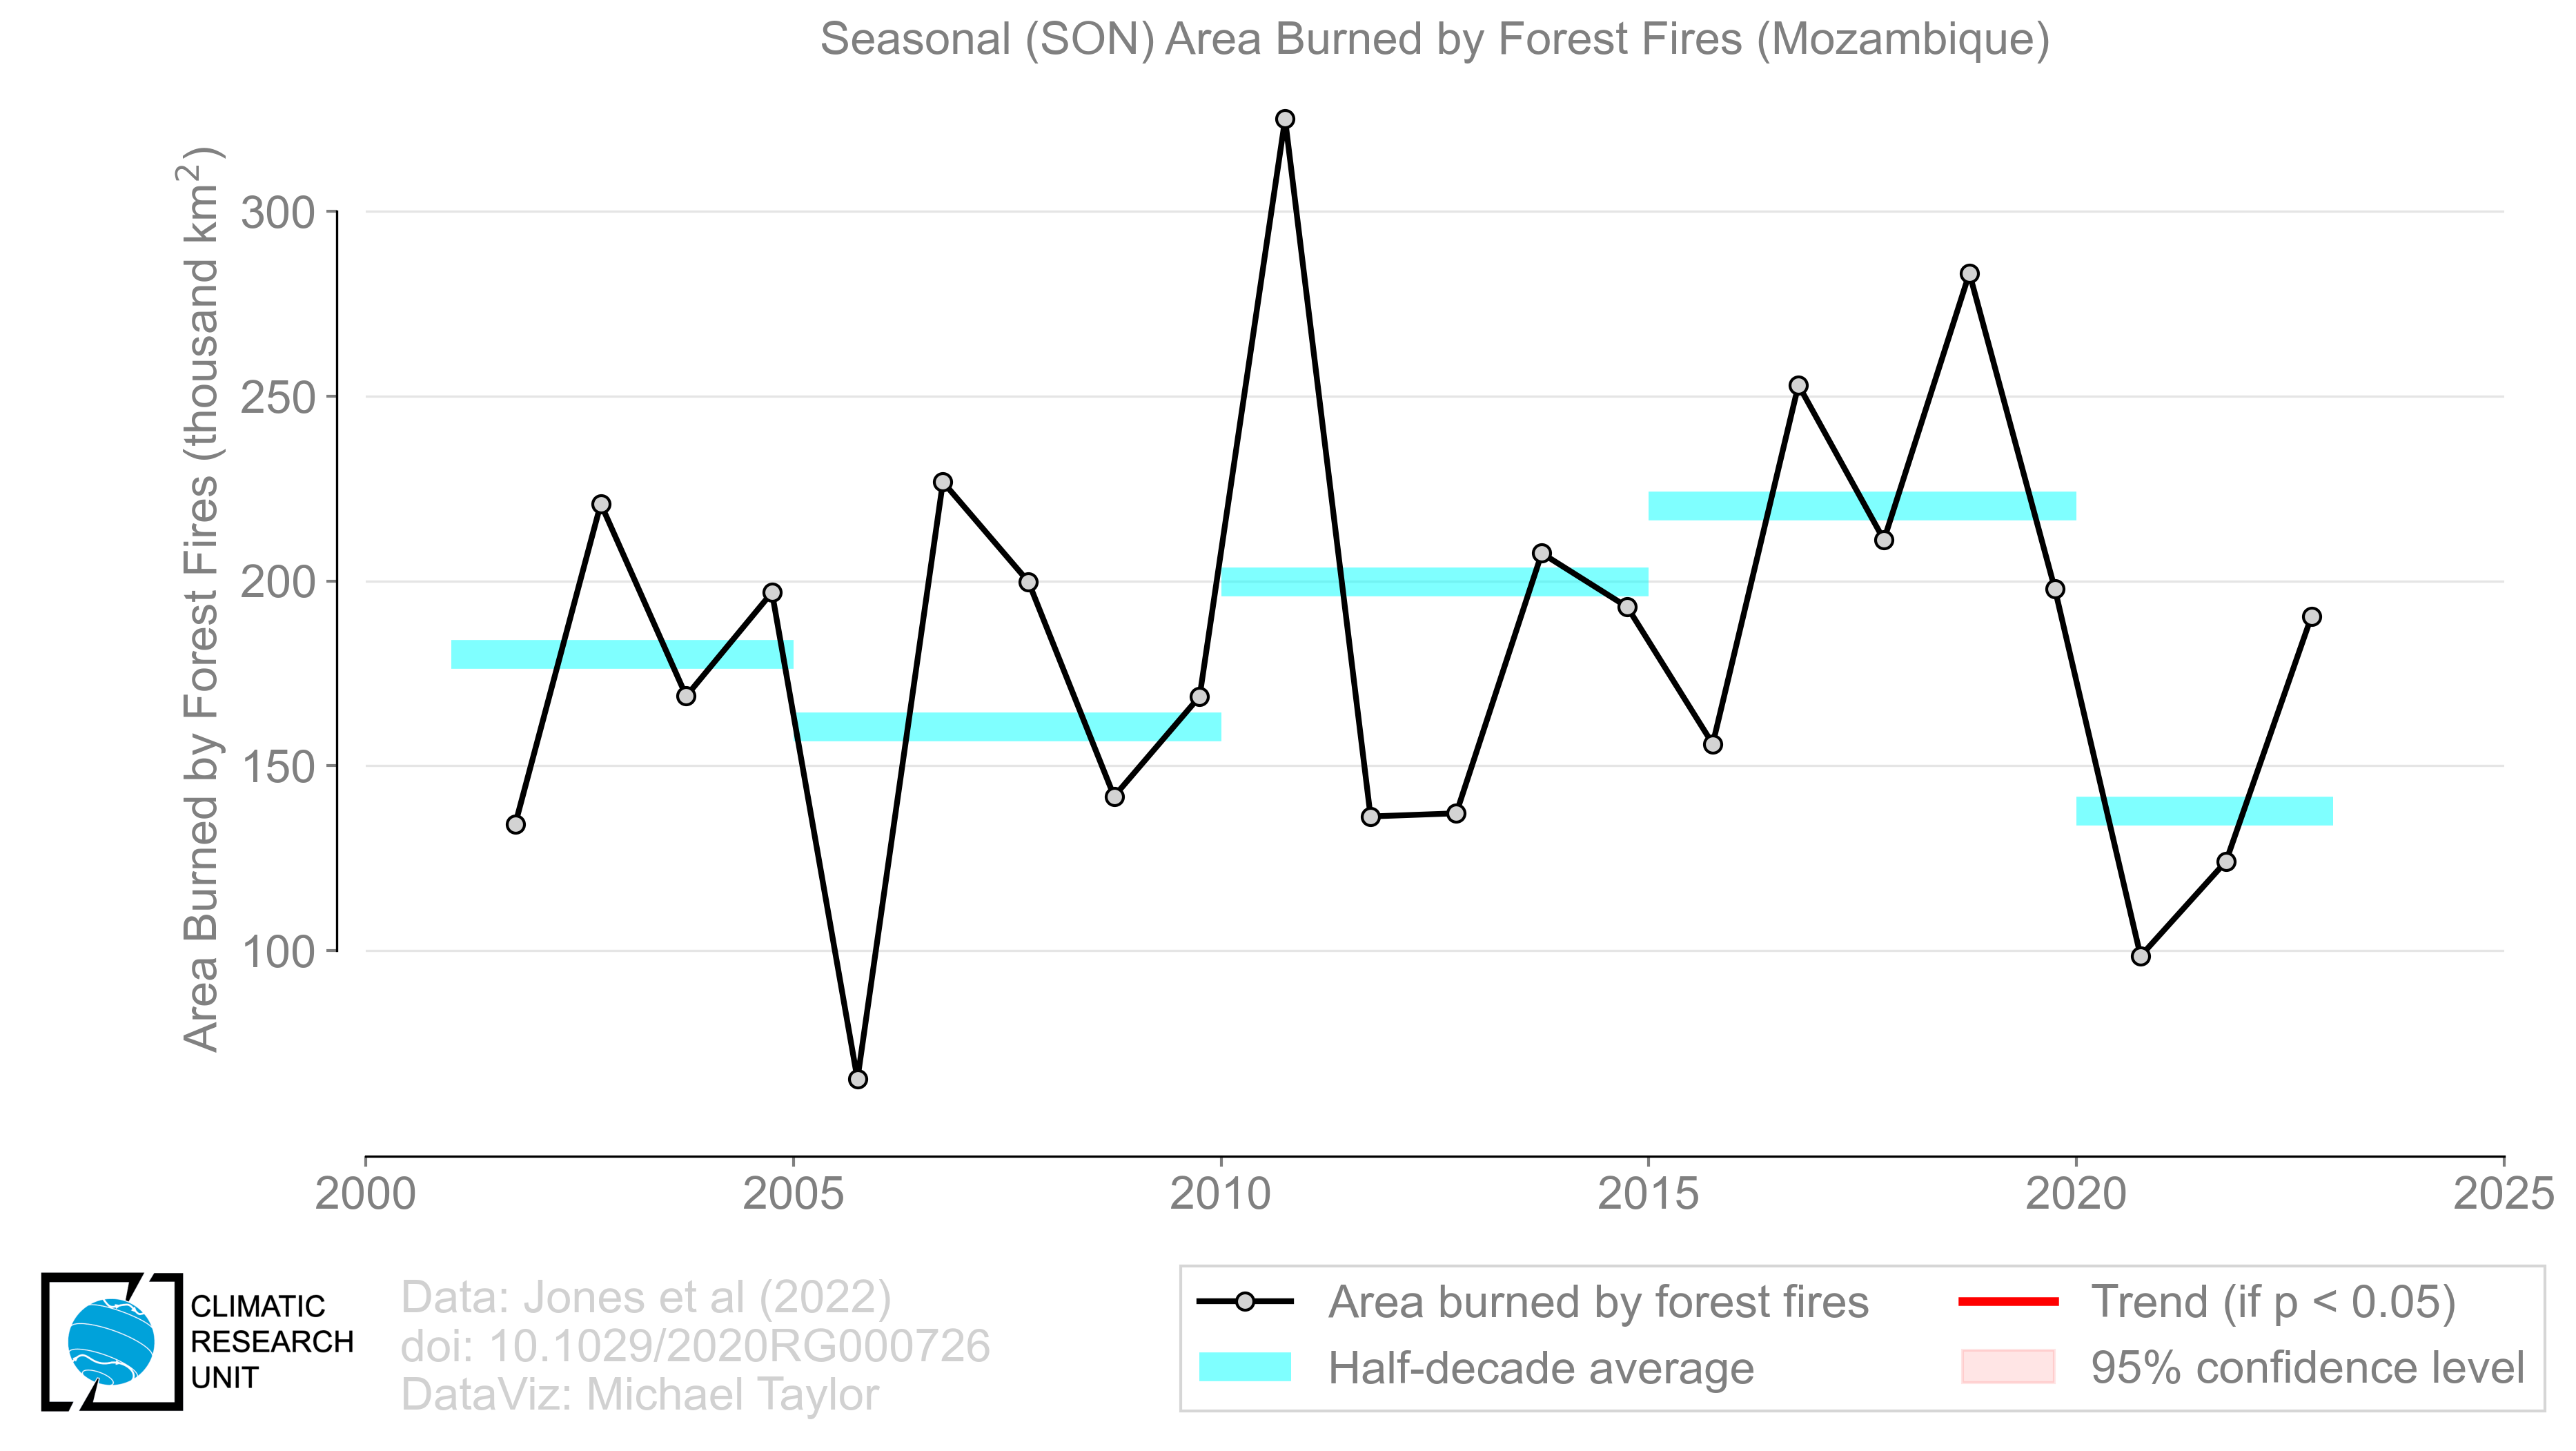 Seasonal (SON) Area Burned by Forest Fires (Mozambique)
Area Burned by Forest Fires (thousand km²)
300
250
200
150
100
2000
2005
2010
2015
2020
2025
CLIMATIC
RESEARCH
UNIT
Data: Jones et al (2022)
doi: 10.1029/2020RG000726
DataViz: Michael Taylor
Area burned by forest fires
Half-decade average
Trend (if p < 0.05)
95% confidence level